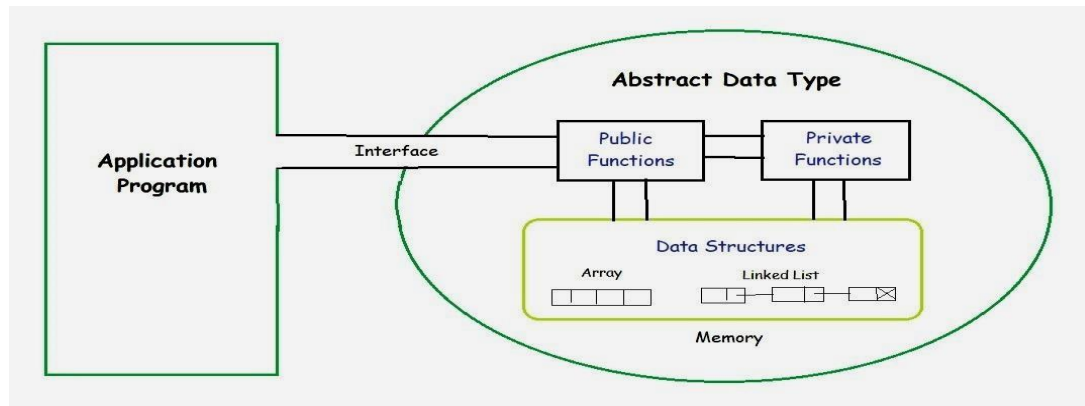 Abstract Data Type
Application
Program
Interface
Public
Functions
Private
Functions
Data Structures
Array
Linked List
Memory